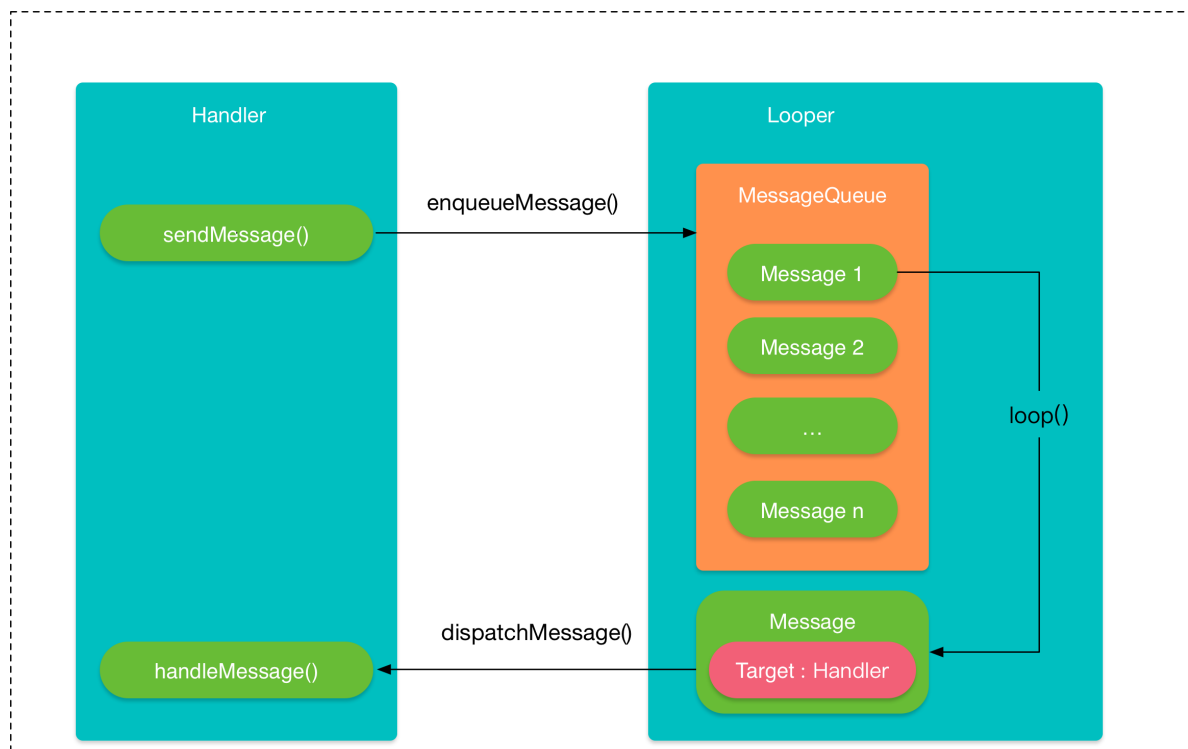 Handler
Looper
MessageQueue
enqueueMessage()
sendMessage()
Message 1
Message 2
loop()
...
Message n
Message
dispatchMessage()
handleMessage()
Target : Handler